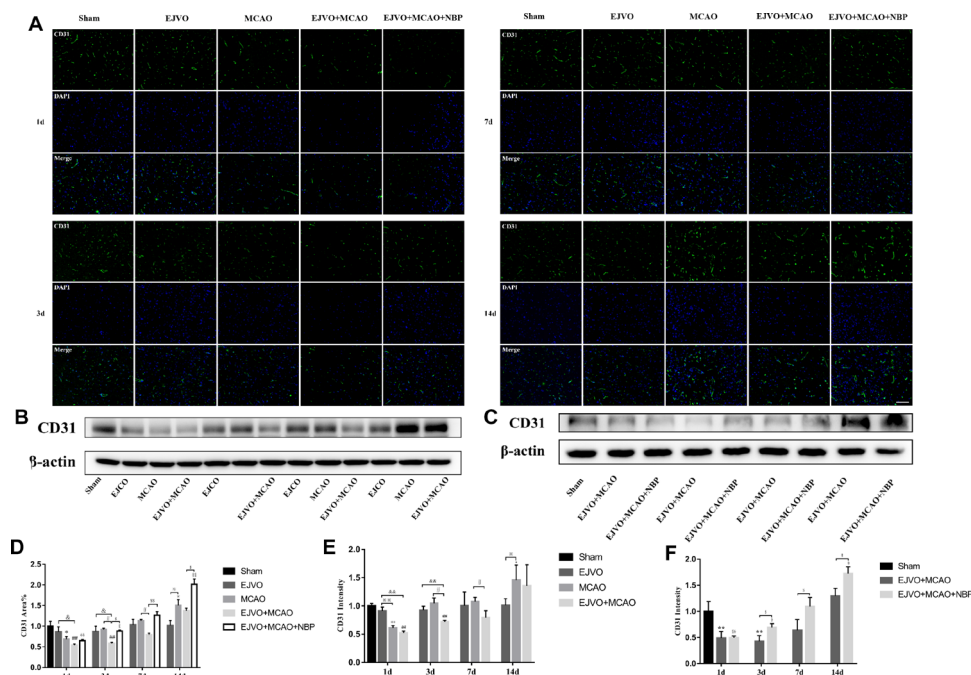 A
Sham EJVO MCAO EJVO+MCAO EJVO+MCAO+NBP
CD31
DAPI
1d
Merge
CD31
DAPI
3d
Merge
Sham EJVO MCAO EJVO+MCAO EJVO+MCAO+NBP
CD31
DAPI
7d
Merge
CD31
DAPI
14d
Merge
B
CD31
β-actin
Sham EJCO MCAO EJVO+MCAO EJCO MCAO EJVO+MCAO EJCO MCAO EJVO+MCAO EJCO MCAO EJVO+MCAO
C
CD31
β-actin
Sham EJVO+MCAO EJVO+MCAO+NBP EJVO+MCAO EJVO+MCAO+NBP EJVO+MCAO EJVO+MCAO+NBP EJVO+MCAO EJVO+MCAO+NBP
D
CD31 Area%
2.5
2.0
1.5
1.0
0.5
0.0
Sham
EJVO
MCAO
EJVO+MCAO
EJVO+MCAO+NBP
E
CD31 Intensity
2.0
1.5
1.0
0.5
0.0
1d 3d 7d 14d
Sham
EJVO
MCAO
EJVO+MCAO
F
CD31 Intensity
2.0
1.5
1.0
0.5
0.0
1d 3d 7d 14d
Sham
EJVO+MCAO
EJVO+MCAO+NBP